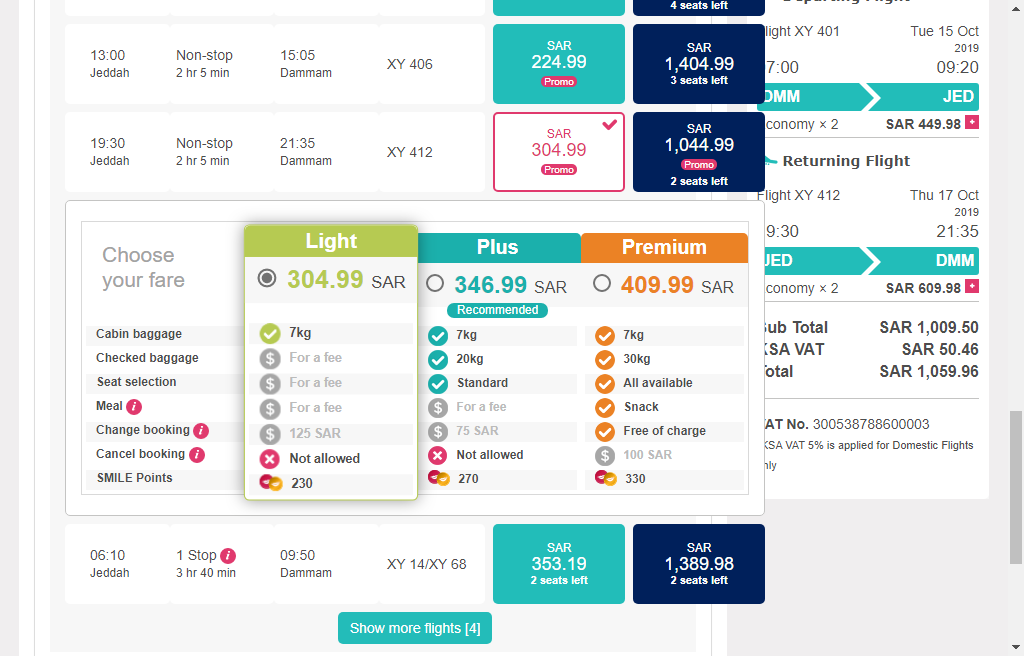 4 seats left
Departing Flight
13:00
Jeddah
Non-stop
2 hr 5 min
15:05
Dammam
XY 406
SAR
224.99
Promo
SAR
1,404.99
3 seats left
19:30
Jeddah
Non-stop
2 hr 5 min
21:35
Dammam
XY 412
SAR
304.99
Promo
SAR
1,044.99
Promo
2 seats left
Choose
your fare
Light
304.99 SAR
Plus
346.99 SAR
Recommended
Premium
409.99 SAR
Cabin baggage 7kg 7kg 7kg
Checked baggage For a fee 20kg 30kg
Seat selection For a fee Standard All available
Meal For a fee For a fee Snack
Change booking 125 SAR 75 SAR Free of charge
Cancel booking Not allowed Not allowed 100 SAR
SMILE Points 230 270 330
06:10
Jeddah
1 Stop
3 hr 40 min
09:50
Dammam
XY 14/XY 68
SAR
353.19
2 seats left
SAR
1,389.98
2 seats left
Show more flights [4]
light XY 401 Tue 15 Oct
2019
7:00 09:20
DMM JED
conomy × 2 SAR 449.98
Returning Flight
Flight XY 412 Thu 17 Oct
2019
9:30 21:35
JED DMM
conomy × 2 SAR 609.98
ub Total SAR 1,009.50
KSA VAT SAR 50.46
otal SAR 1,059.96
VAT No. 300538788600003
KSA VAT 5% is applied for Domestic Flights
nly